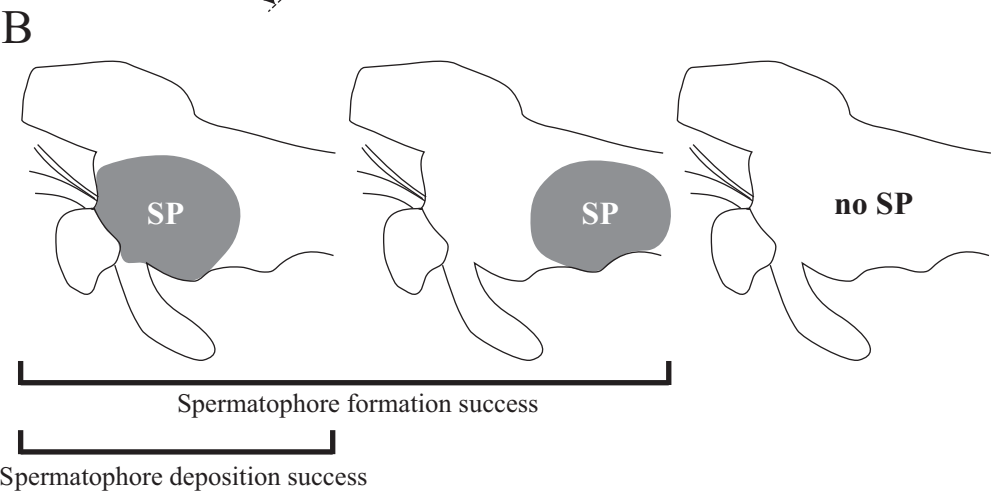 B
SP
SP
no SP
Spermatophore formation success
Spermatophore deposition success